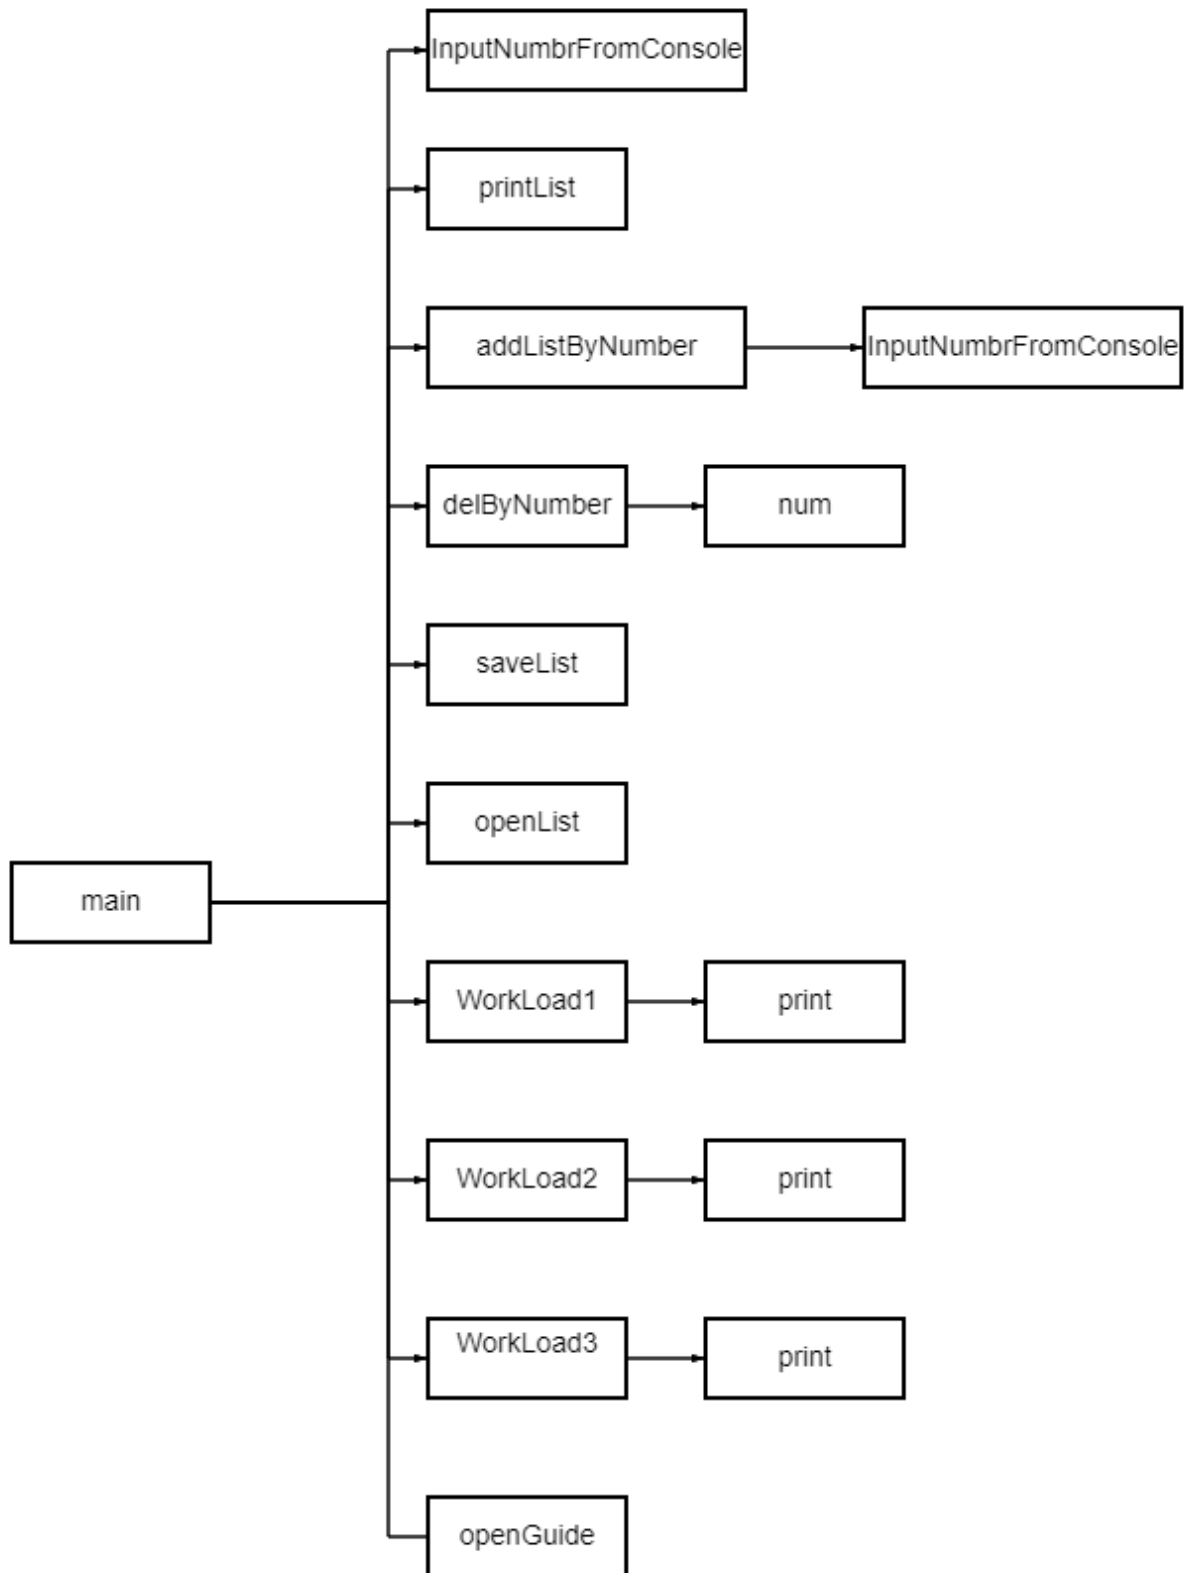 InputNumbrFromConsole
printList
addListByNumber
InputNumbrFromConsole
delByNumber
num
saveList
openList
main
WorkLoad1
print
WorkLoad2
print
WorkLoad3
print
openGuide